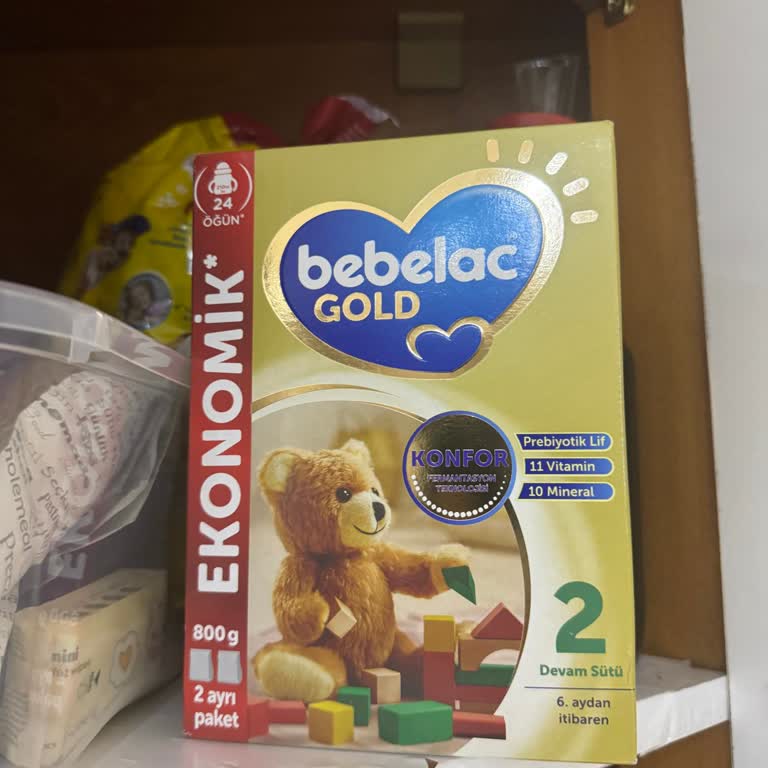 24
ÖĞÜN*
EKONOMİK*
800g
2 ayrı
paket
bebelac
GOLD
KONFOR
FERMANTASYON
TEKNOLOJİSİ
Prebiyotik Lif
11 Vitamin
10 Mineral
2
Devam Sütü
6. aydan
itibaren
mini